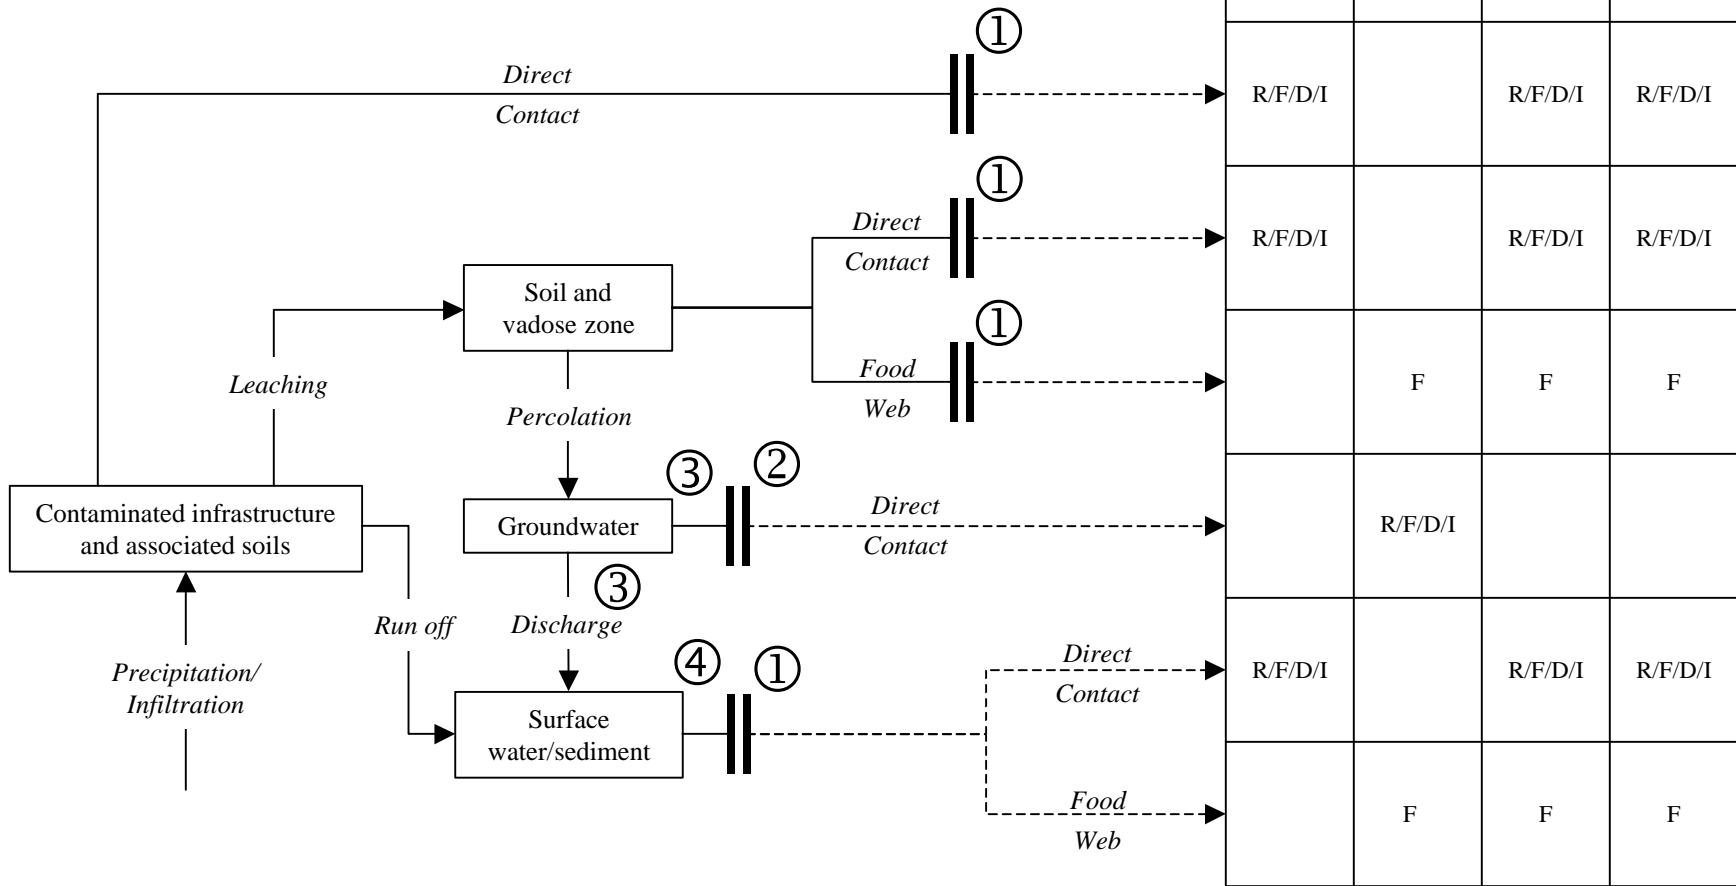 ①
Direct
Contact
R/F/D/I R/F/D/I R/F/D/I
①
Direct
Contact
R/F/D/I R/F/D/I R/F/D/I
Soil and
vadose zone
①
Food
Web
F F F
Leaching
Percolation
③ ②
Contaminated infrastructure
and associated soils
Groundwater
Direct
Contact
R/F/D/I
③
Run off
Discharge
④ ①
Direct
Contact
R/F/D/I R/F/D/I R/F/D/I
Precipitation/
Infiltration
Surface
water/sediment
Food
Web
F F F